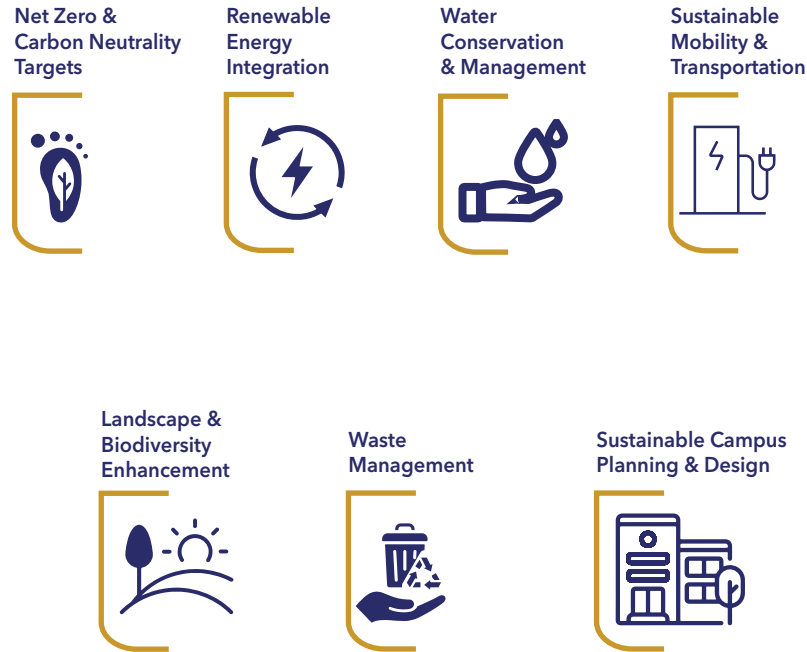 Net Zero &
Carbon Neutrality
Targets
Renewable
Energy
Integration
Water
Conservation
& Management
Sustainable
Mobility &
Transportation
Landscape &
Biodiversity
Enhancement
Waste
Management
Sustainable Campus
Planning & Design